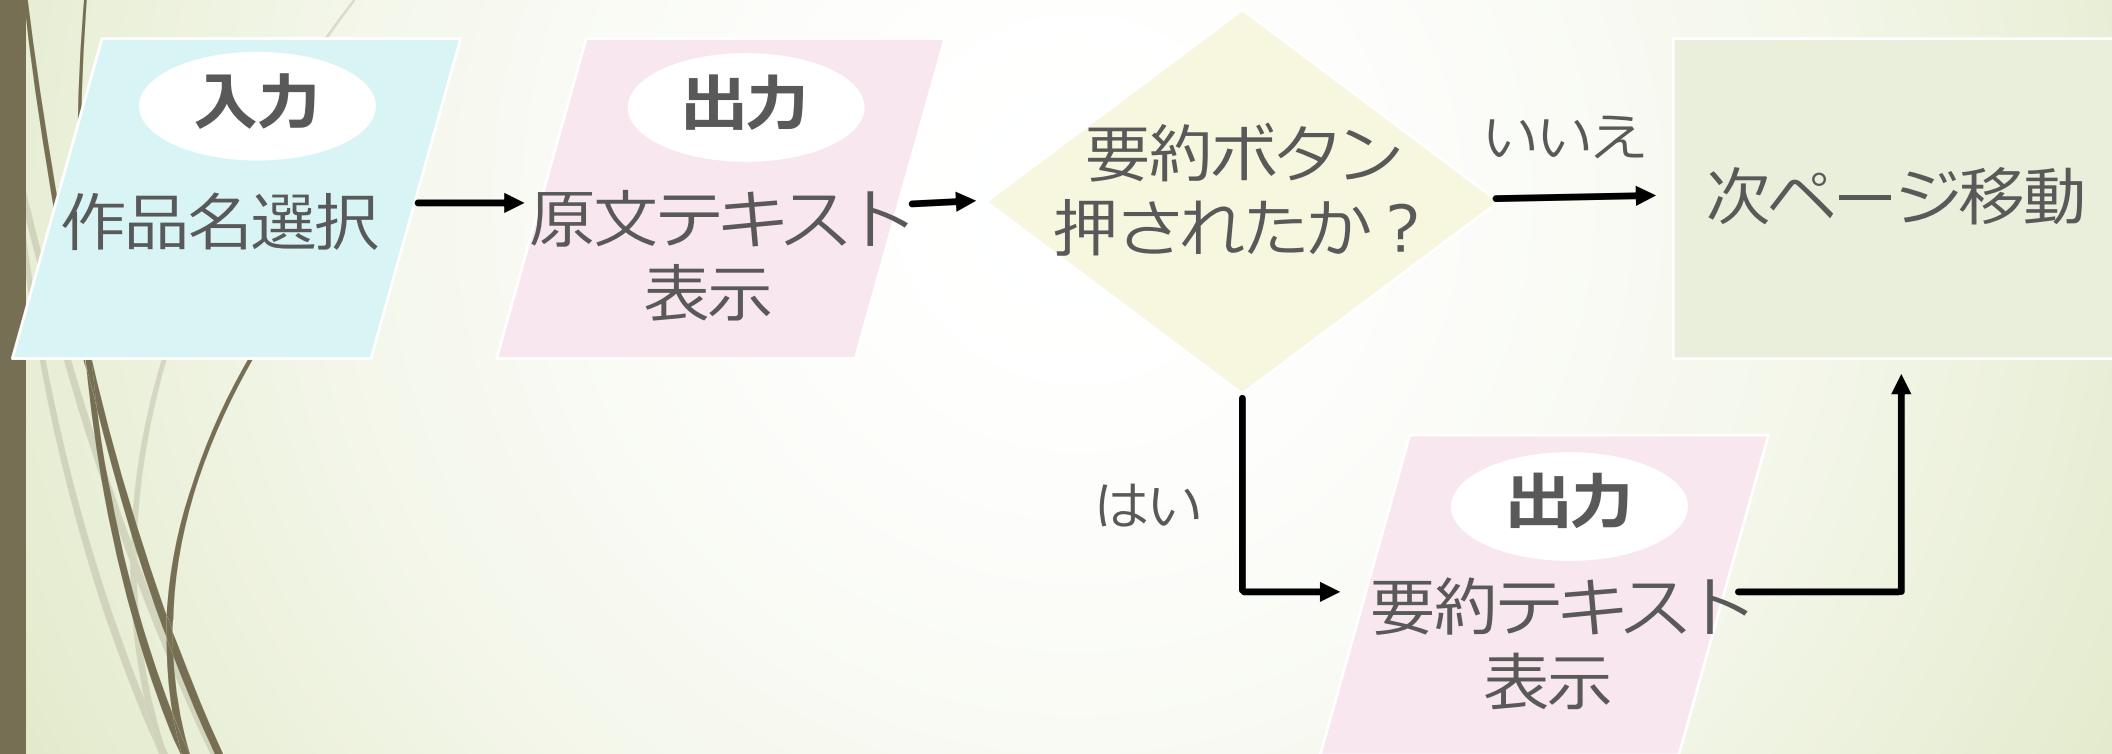 入力
作品名選択
出力
原文テキスト
表示
要約ボタン
押されたか？
いいえ
次ページ移動
はい
出力
要約テキスト
表示